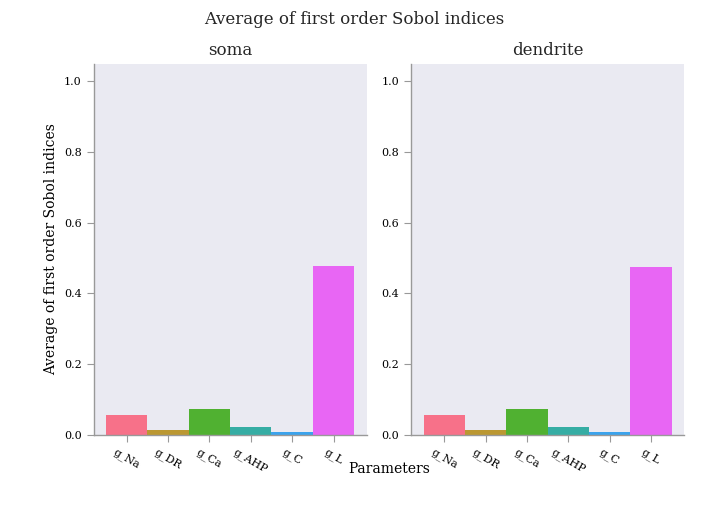 Average of first order Sobol indices
soma
dendrite
Average of first order Sobol indices
1.0
0.8
0.6
0.4
0.2
0.0
1.0
0.8
0.6
0.4
0.2
0.0
g_Na g_DR g_Ca g_AHP g_C g_L
g_Na g_DR g_Ca g_AHP g_C g_L
Parameters